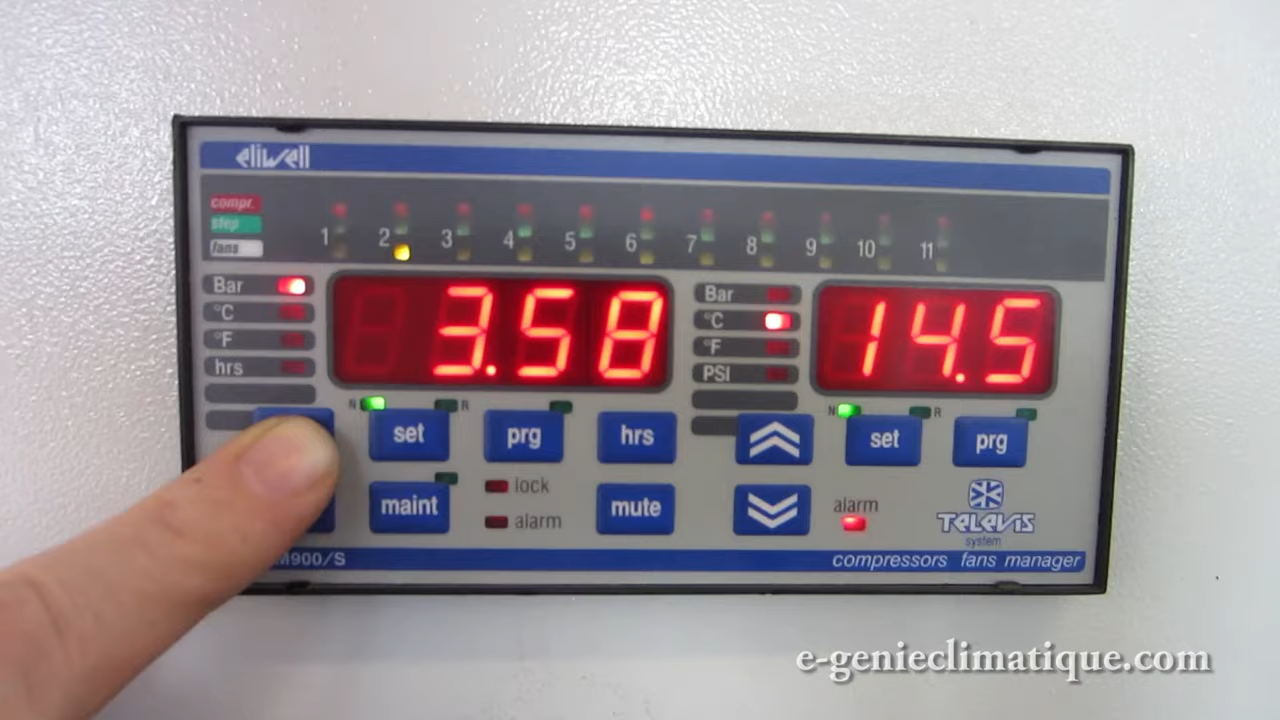 eliwell
compr.
step
fans
1 2 3 4 5 6 7 8 9 10 11
Bar
°C
°F
hrs
3.58
Bar
°C
°F
PSI
14.5
N R
set
prg
hrs
N R
set
prg
maint
lock
alarm
mute
alarm
TELEVIS
system
M900/S
compressors fans manager
e-genieclimatique.com